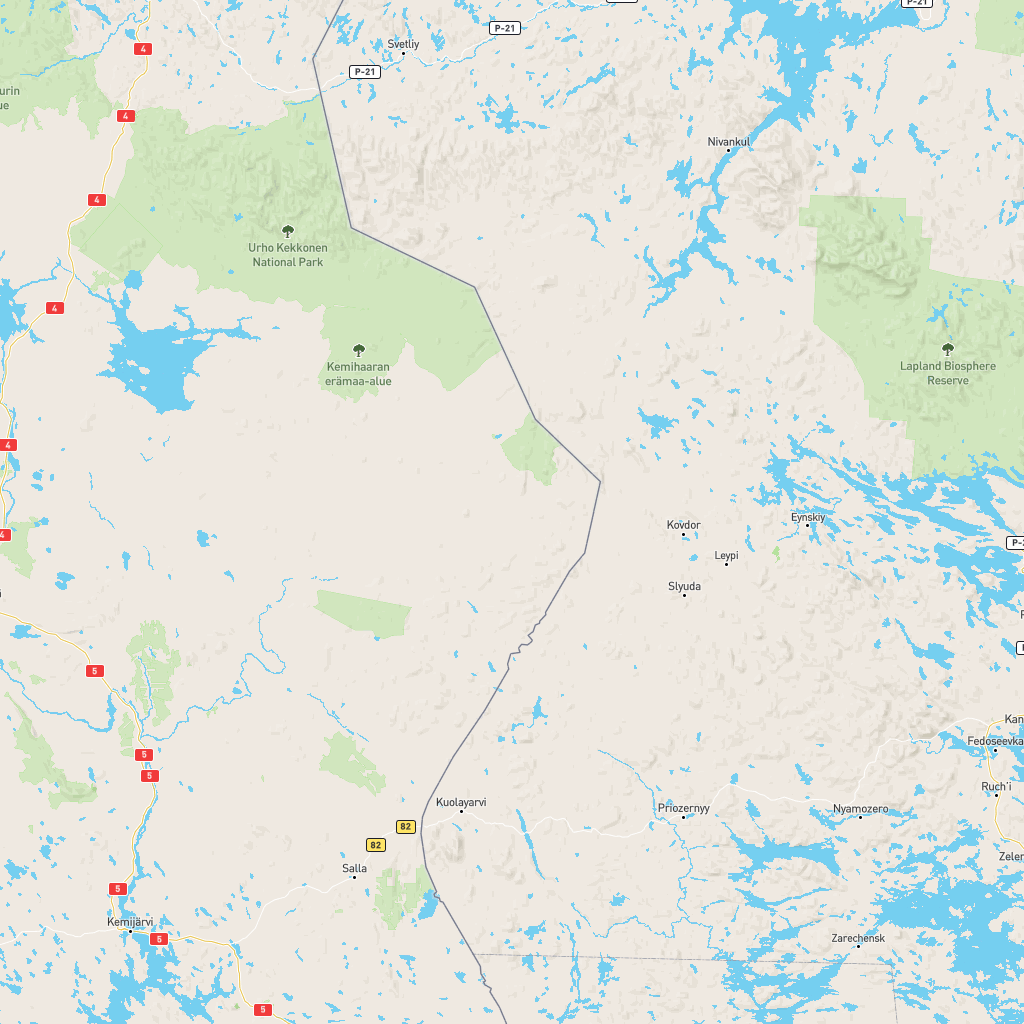 P-21
P-21
Svetliy
4
P-21
urin
ue
4
Nivankul
4
Urho Kekkonen
National Park
4
Kemihaaran
erämaa-alue
Lapland Biosphere
Reserve
4
Eynskiy
Kovdor
4
Leypi
Slyuda
5
Kan
Fedoseevka
5
5
Ruch'i
Kuolayarvi
Priozernyy
Nyamozero
82
82
Zeler
Salla
5
Kemijärvi
5
Zarechensk
5